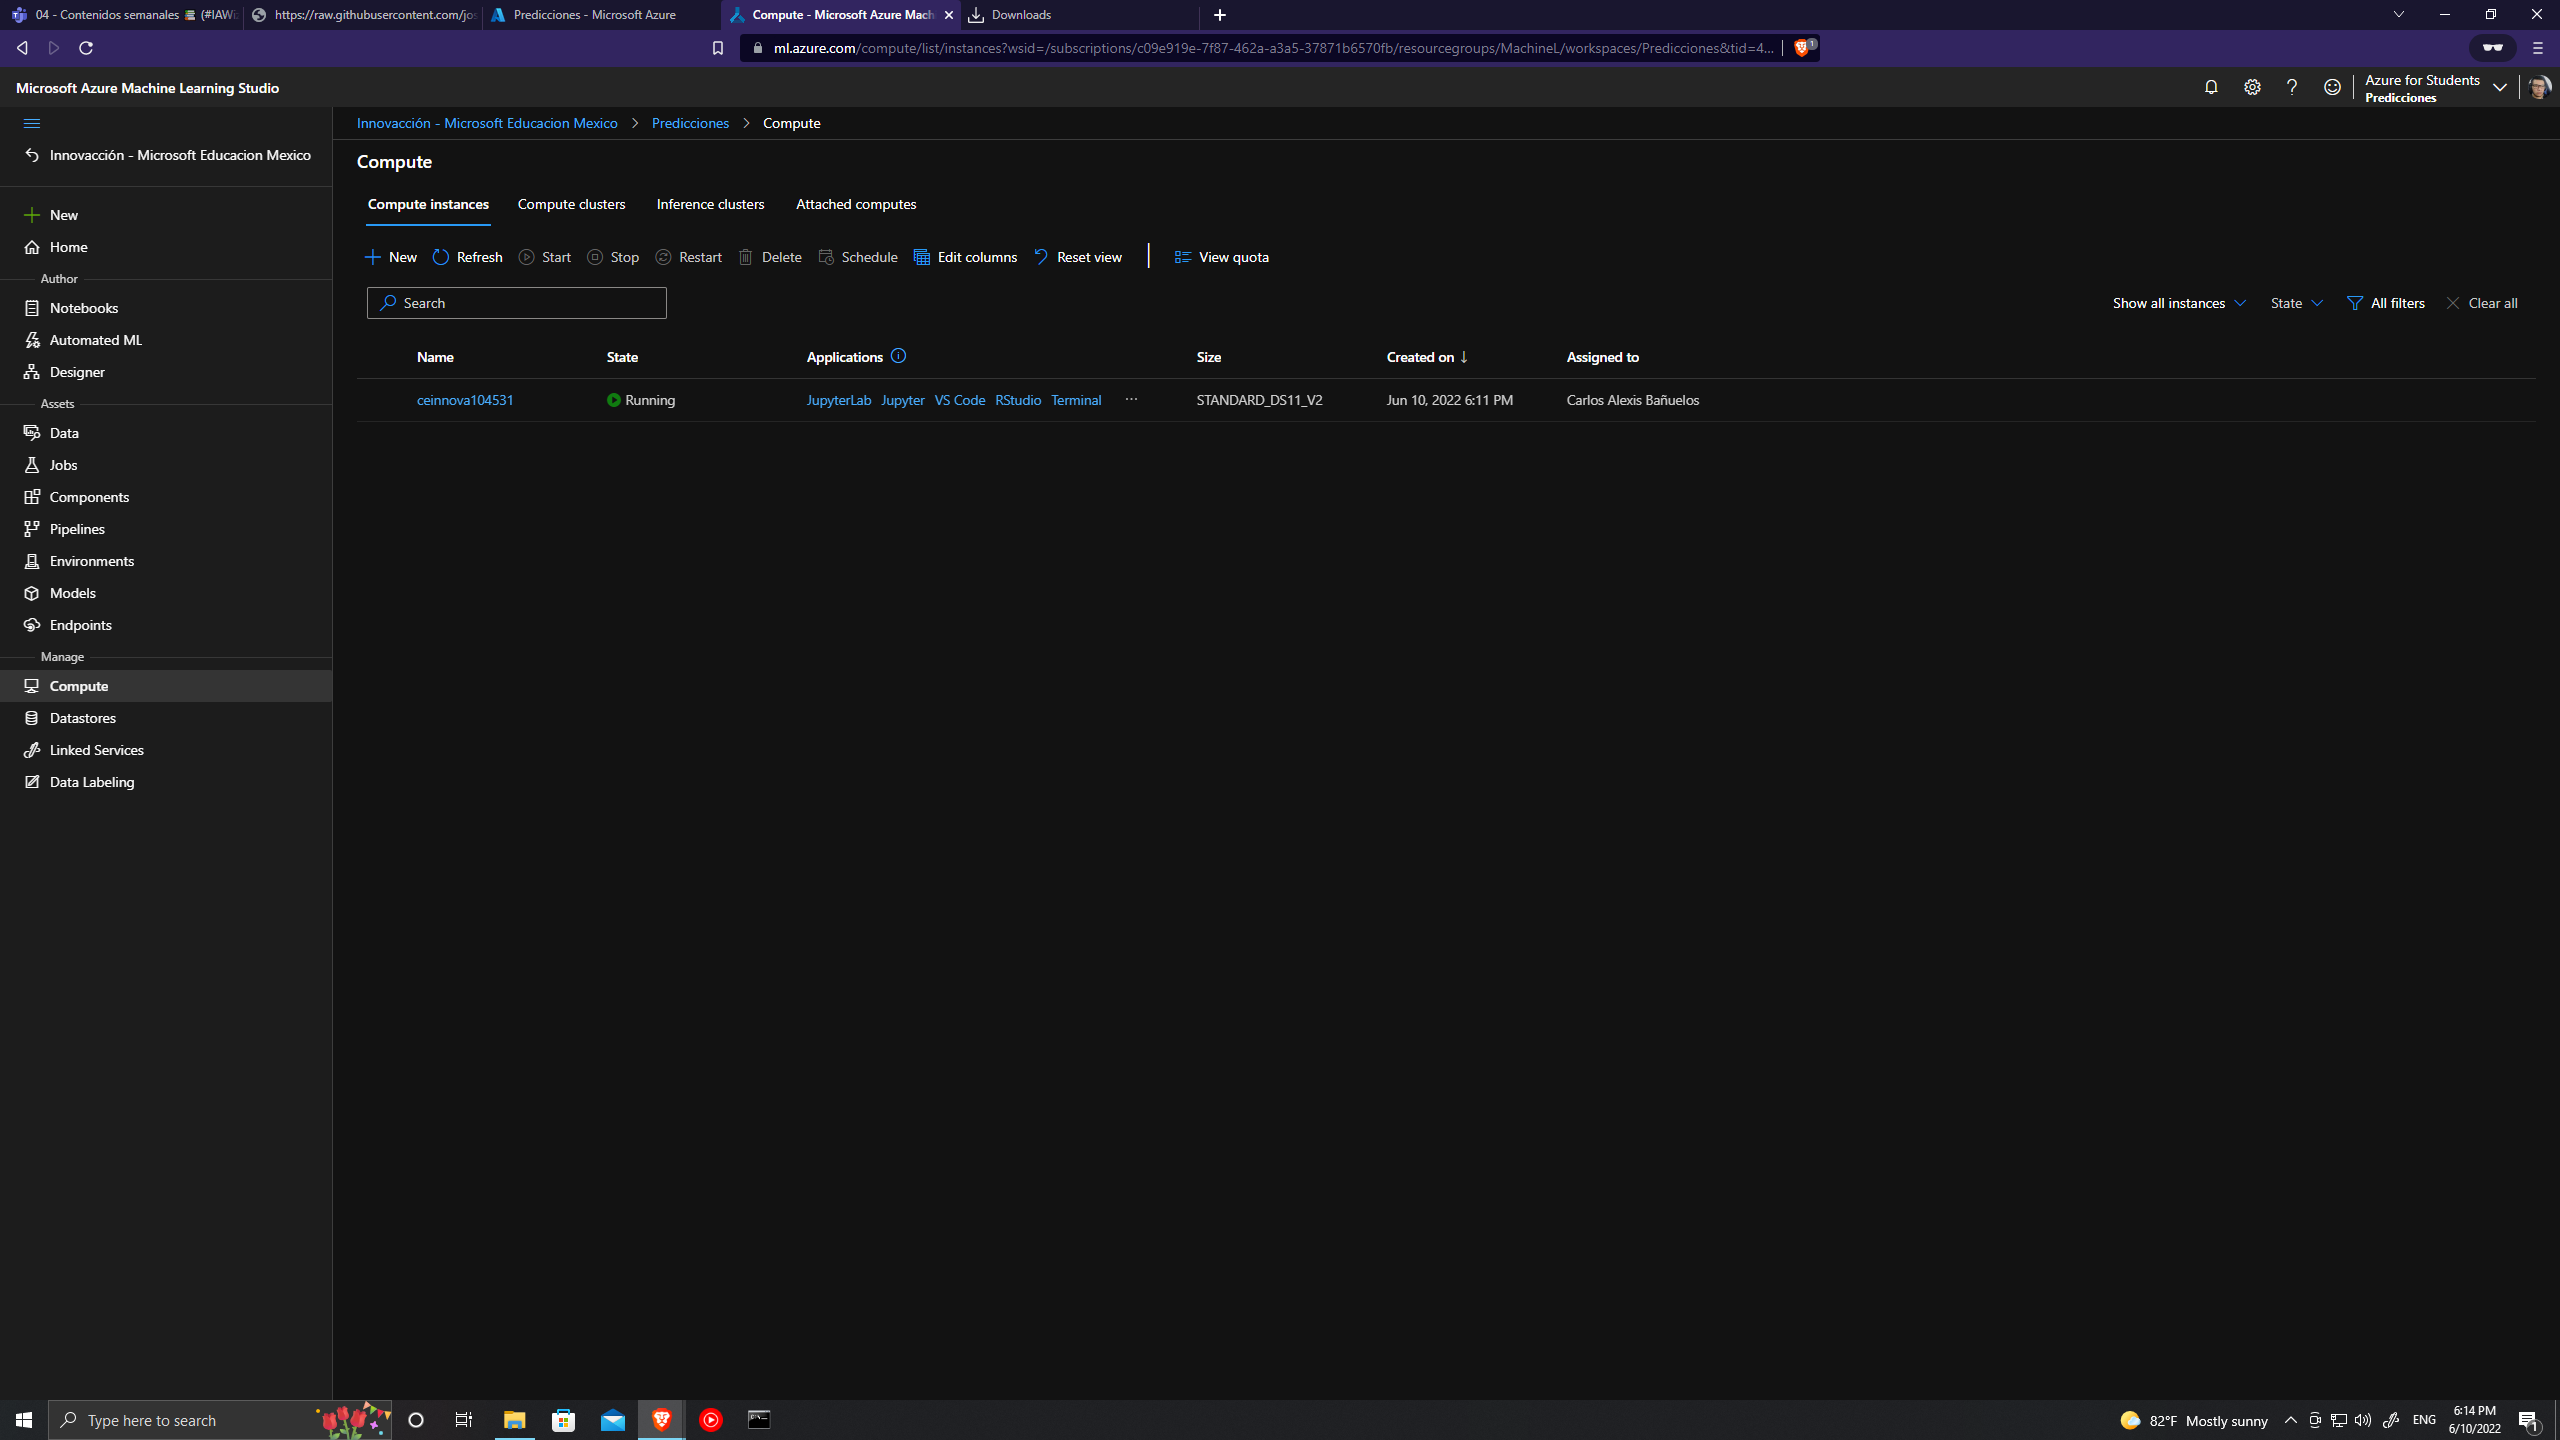 04 - Contenidos semanales (#IAWi
https://raw.githubusercontent.com/jos
Predicciones - Microsoft Azure
Compute - Microsoft Azure Mach
Downloads
ml.azure.com/compute/list/instances?wsid=/subscriptions/c09e919e-7f87-462a-a3a5-37871b6570fb/resourcegroups/MachineL/workspaces/Predicciones&tid=4...
1
Microsoft Azure Machine Learning Studio
Azure for Students
Predicciones
Innovacción - Microsoft Educacion Mexico
New
Home
Author
Notebooks
Automated ML
Designer
Assets
Data
Jobs
Components
Pipelines
Environments
Models
Endpoints
Manage
Compute
Datastores
Linked Services
Data Labeling
Innovacción - Microsoft Educacion Mexico > Predicciones > Compute
Compute
Compute instances Compute clusters Inference clusters Attached computes
New Refresh Start Stop Restart Delete Schedule Edit columns Reset view View quota
Search
Show all instances State All filters Clear all
Name State Applications Size Created on ↓ Assigned to
ceinnova104531 Running JupyterLab Jupyter VS Code RStudio Terminal ... STANDARD_DS11_V2 Jun 10, 2022 6:11 PM Carlos Alexis Bañuelos
Type here to search
82°F Mostly sunny
ENG
6:14 PM
6/10/2022
1